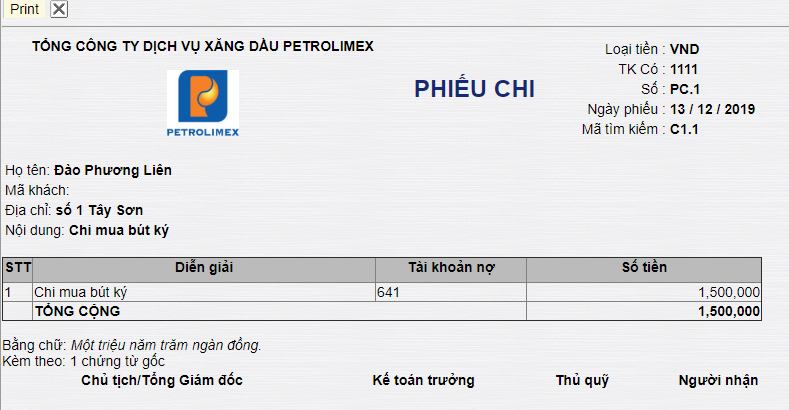 Print
TỔNG CÔNG TY DỊCH VỤ XĂNG DẦU PETROLIMEX
PETROLIMEX
PHIẾU CHI
Loại tiền : VND
TK Có : 1111
Số : PC.1
Ngày phiếu : 13 / 12 / 2019
Mã tìm kiếm : C1.1
Họ tên: Đào Phương Liên
Mã khách:
Địa chỉ: số 1 Tây Sơn
Nội dung: Chi mua bút ký
STT Diễn giải Tài khoản nợ Số tiền
1 Chi mua bút ký 641 1,500,000
TỔNG CỘNG 1,500,000
Bằng chữ: Một triệu năm trăm ngàn đồng.
Kèm theo: 1 chứng từ gốc
Chủ tịch/Tổng Giám đốc Kế toán trưởng Thủ quỹ Người nhận